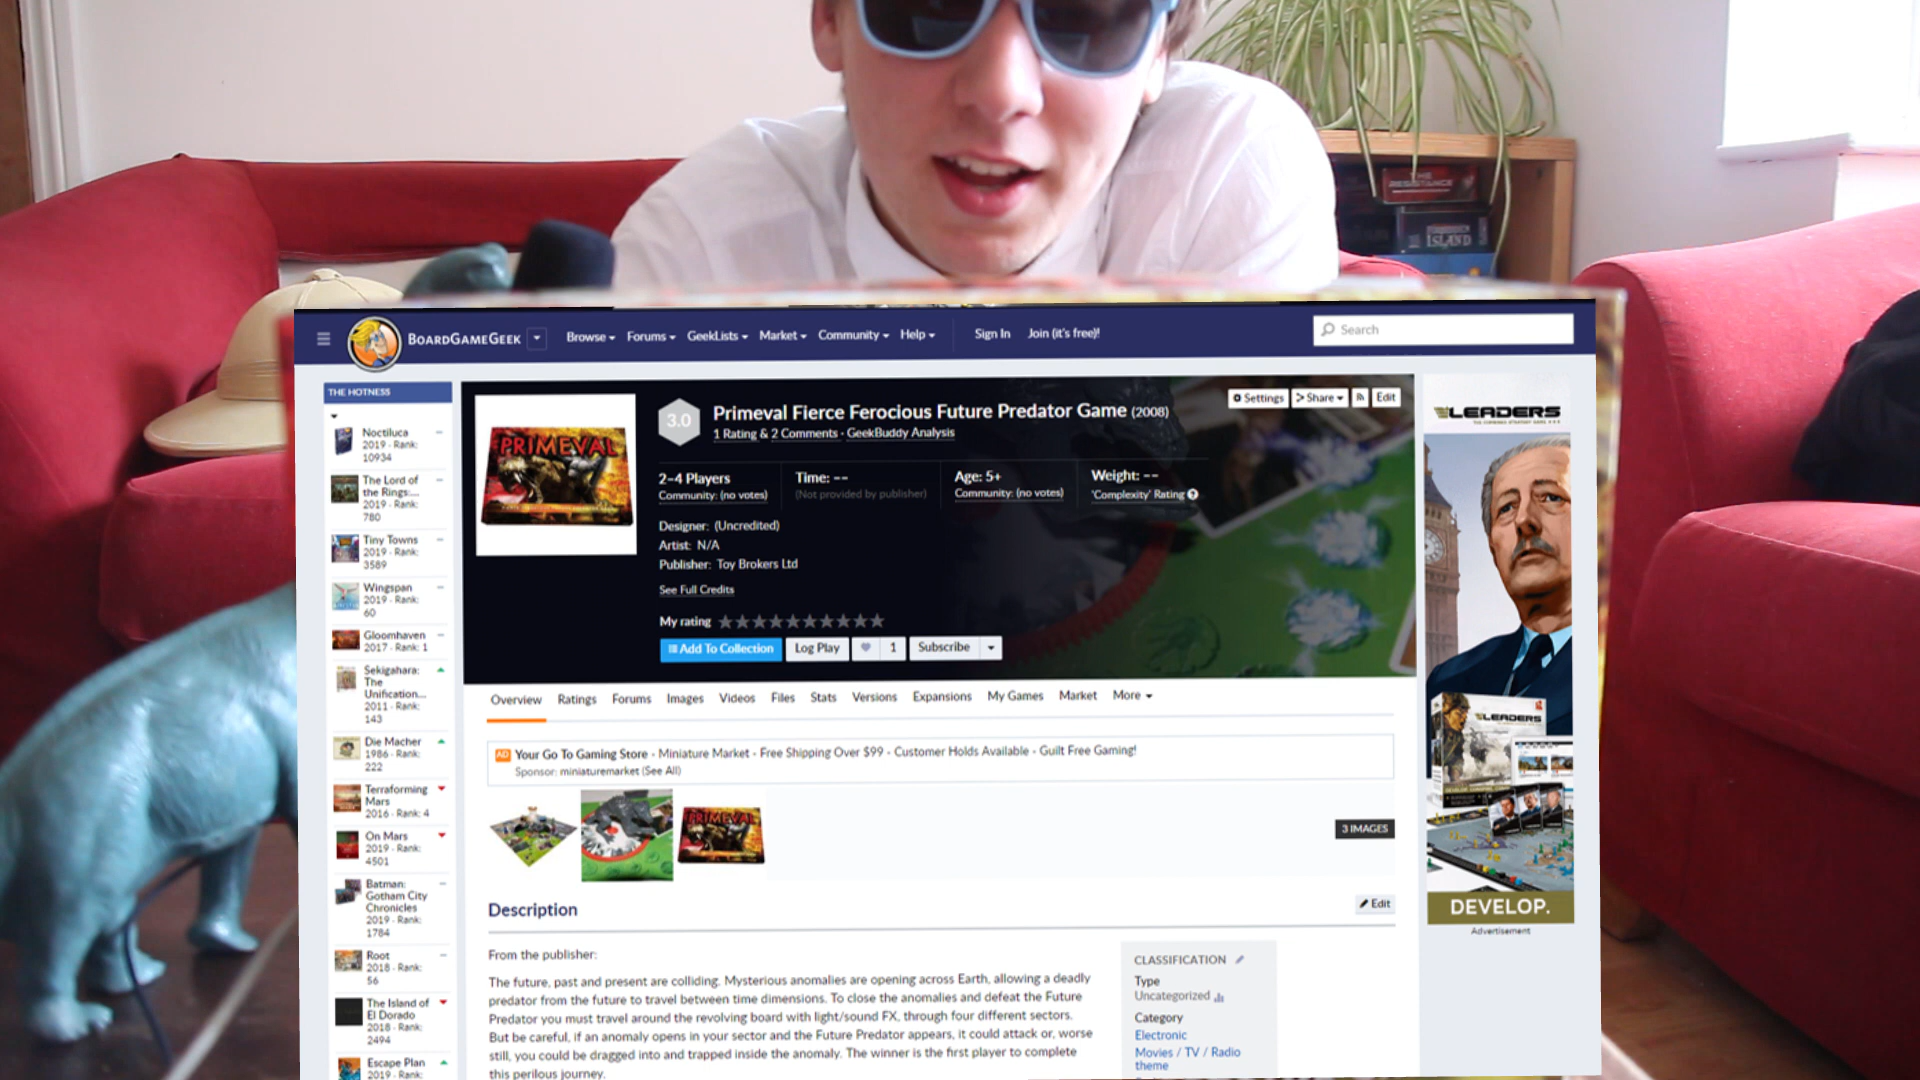 THE
RESISTANCE
FORBIDDEN
ISLAND
BOARDGAMEGEEK
Browse
Forums
GeekLists
Market
Community
Help
Sign In
Join (it's free)!
Search
THE HOTNESS
Noctiluca
2019 - Rank:
10934
The Lord of
the Rings:...
2019 - Rank:
780
Tiny Towns
2019 - Rank:
3589
Wingspan
2019 - Rank:
60
Gloomhaven
2017 - Rank: 1
Sekigahara:
The
Unification...
2011 - Rank:
143
Die Macher
1986 - Rank:
222
Terraforming
Mars
2016 - Rank: 4
On Mars
2019 - Rank:
4501
Batman:
Gotham City
Chronicles
2019 - Rank:
1784
Root
2018 - Rank:
56
The Island of
El Dorado
2018 - Rank:
2494
Escape Plan
2019 - Rank:
PRIMEVAL
3.0
Primeval Fierce Ferocious Future Predator Game (2008)
1 Rating & 2 Comments · GeekBuddy Analysis
Settings
Share
Edit
2–4 Players
Community: (no votes)
Time: --
(Not provided by publisher)
Age: 5+
Community: (no votes)
Weight: --
'Complexity' Rating
Designer: (Uncredited)
Artist: N/A
Publisher: Toy Brokers Ltd
See Full Credits
My rating
Add To Collection
Log Play
1
Subscribe
Overview
Ratings
Forums
Images
Videos
Files
Stats
Versions
Expansions
My Games
Market
More
AD
Your Go To Gaming Store - Miniature Market - Free Shipping Over $99 - Customer Holds Available - Guilt Free Gaming!
Sponsor: miniaturemarket (See All)
PRIMEVAL
3 IMAGES
Description
Edit
From the publisher:
The future, past and present are colliding. Mysterious anomalies are opening across Earth, allowing a deadly
predator from the future to travel between time dimensions. To close the anomalies and defeat the Future
Predator you must travel around the revolving board with light/sound FX, through four different sectors.
But be careful, if an anomaly opens in your sector and the Future Predator appears, it could attack or, worse
still, you could be dragged into and trapped inside the anomaly. The winner is the first player to complete
this perilous journey.
CLASSIFICATION
Type
Uncategorized
Category
Electronic
Movies / TV / Radio
theme
LEADERS
LEADERS
DEVELOP.
Advertisement